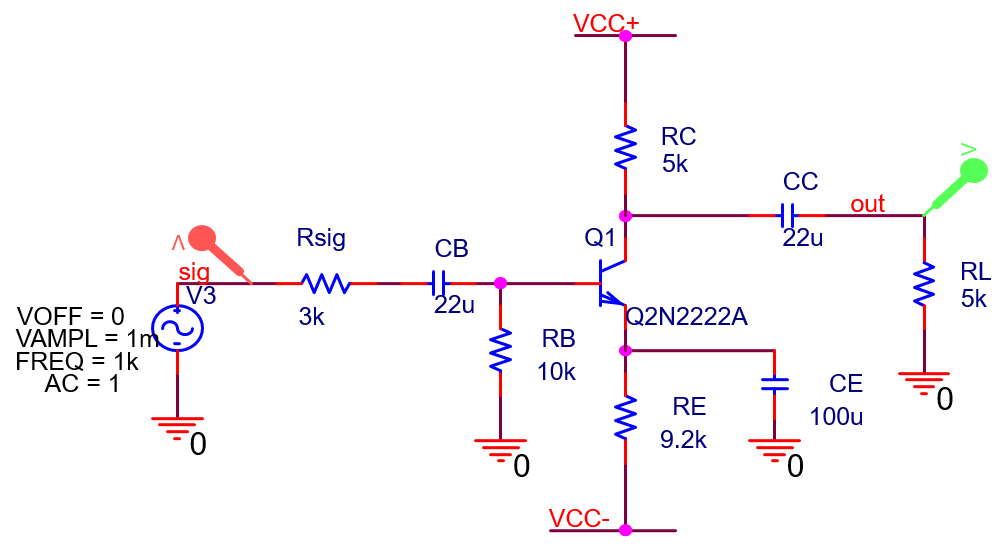 VCC+
RC
5k
V
CC
out
22u
Rsig
CB
Q1
V
sig
V3
3k
22u
RL
5k
VOFF = 0
VAMPL = 1m
FREQ = 1k
AC = 1
Q2N2222A
RB
10k
CE
100u
RE
9.2k
0
0
0
0
VCC-